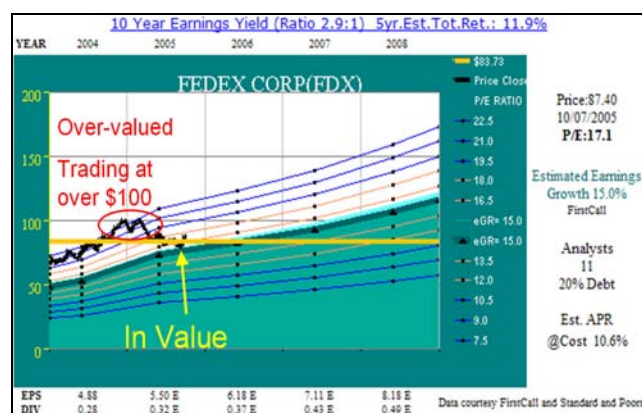 10 Year Earnings Yield (Ratio 2.9:1) 5yr.Est.Tot.Ret.: 11.9%
YEAR 2004 2005 2006 2007 2008
FEDEX CORP(FDX)
200
150
100
50
0
Over-valued
Trading at
over $100
In Value
$83.73
Price Close
P/E RATIO
22.5
21.0
19.5
18.0
16.5
eGR= 15.0
eGR= 15.0
13.5
12.0
10.5
9.0
7.5
Price:87.40
10/07/2005
P/E:17.1
Estimated Earnings
Growth 15.0%
FirstCall
Analysts
11
20% Debt
Est. APR
@Cost 10.6%
EPS 4.88 5.50 E 6.18 E 7.11 E 8.18 E
DIV 0.28 0.32 E 0.37 E 0.43 E 0.49 E
Data courtesy FirstCall and Standard and Poor